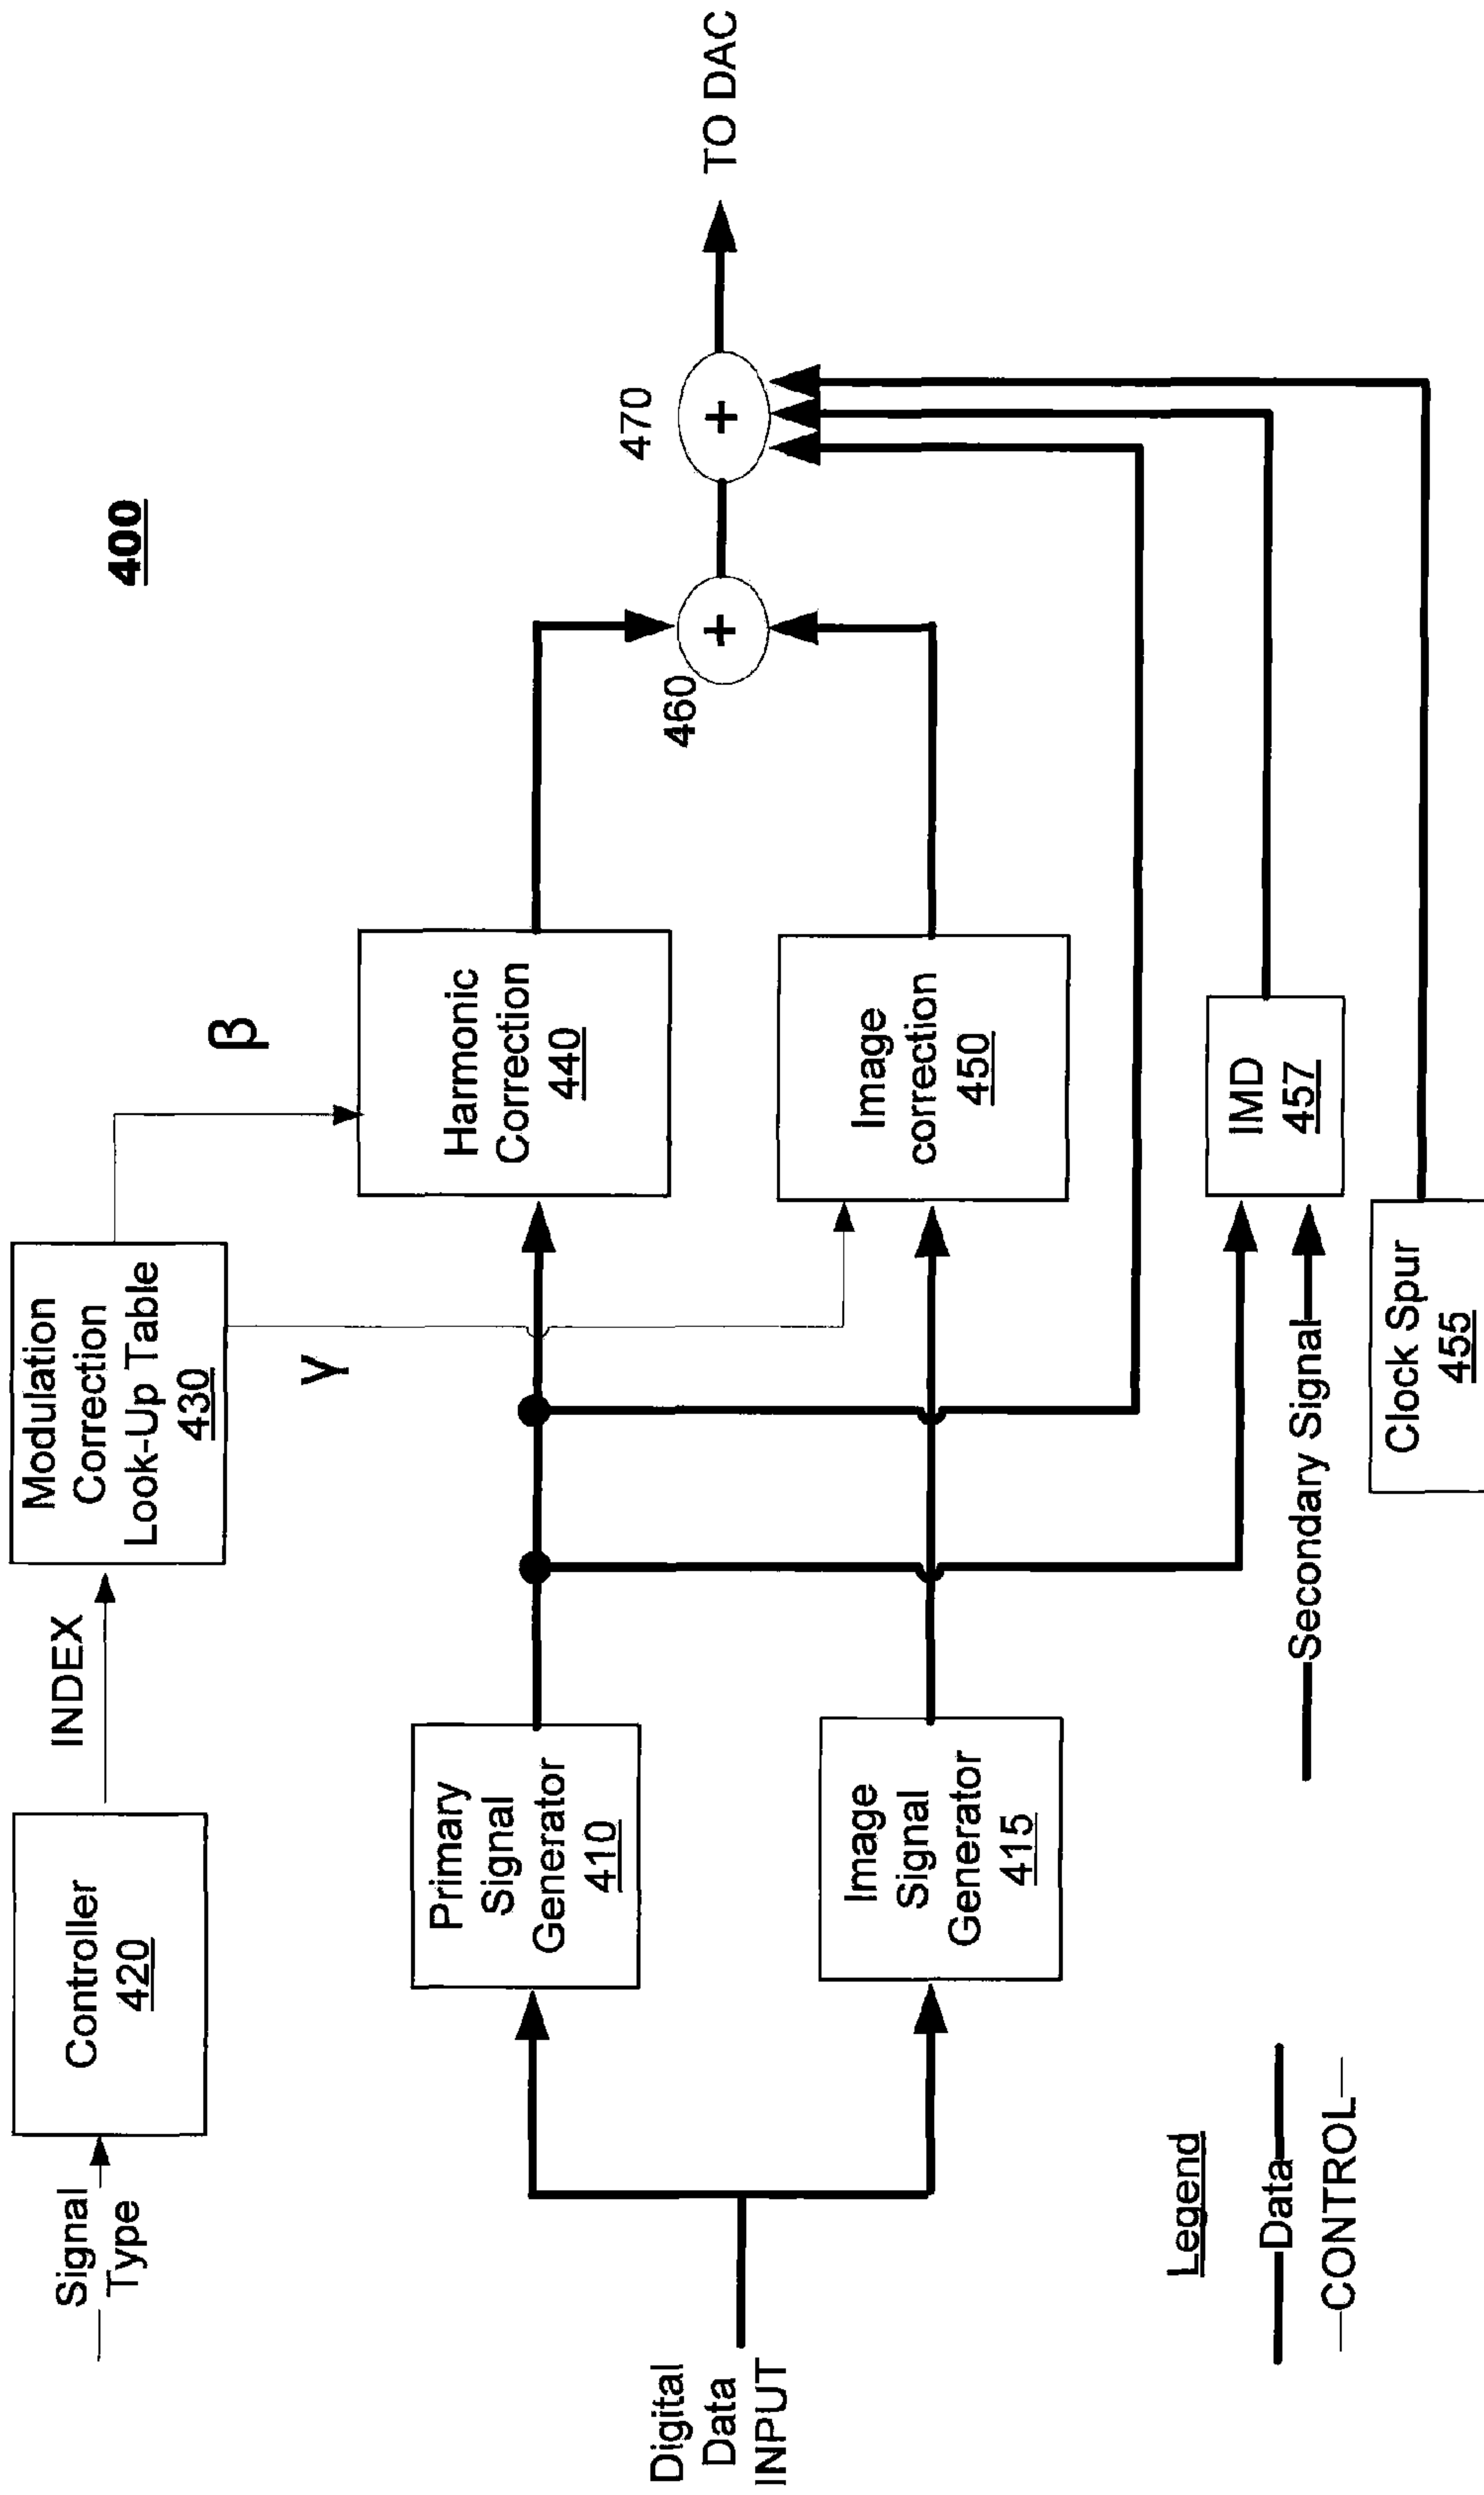 400
Signal
Type
Controller
420
INDEX
Modulation
Correction
Look-Up Table
430
β
γ
Digital
Data
INPUT
Primary
Signal
Generator
410
Harmonic
Correction
440
Image
Signal
Generator
415
Image
correction
450
460
+
470
+
TO DAC
Secondary Signal
IMD
457
Clock Spur
455
Legend
Data
CONTROL